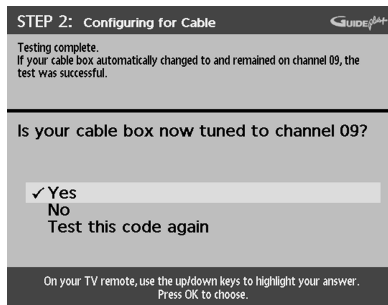 STEP 2: Configuring for Cable GUIDE Plus+
Testing complete.
If your cable box automatically changed to and remained on channel 09, the
test was successful.
Is your cable box now tuned to channel 09?
✓ Yes
No
Test this code again
On your TV remote, use the up/down keys to highlight your answer.
Press OK to choose.